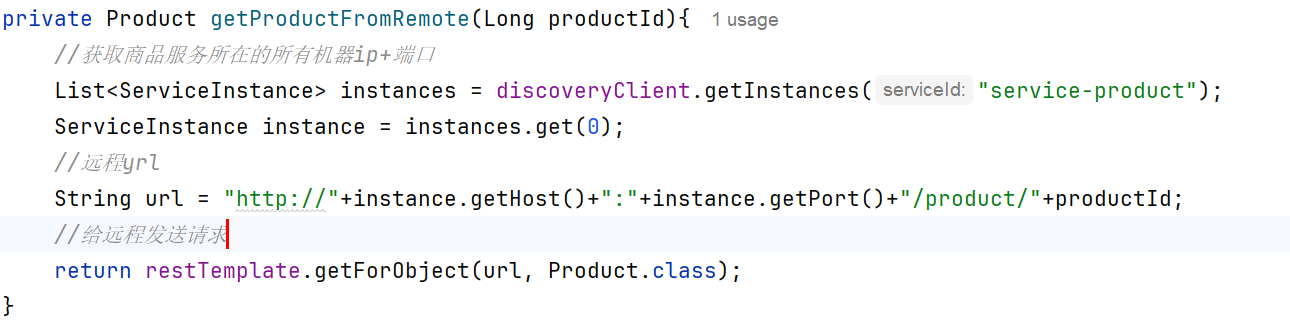 private Product getProductFromRemote(Long productId){ 1 usage
//获取商品服务所在的所有机器ip+端口
List<ServiceInstance> instances = discoveryClient.getInstances( serviceId: "service-product");
ServiceInstance instance = instances.get(0);
//远程yrl
String url = "http://"+instance.getHost()+":"+instance.getPort()+"/product/"+productId;
//给远程发送请求
return restTemplate.getForObject(url, Product.class);
}